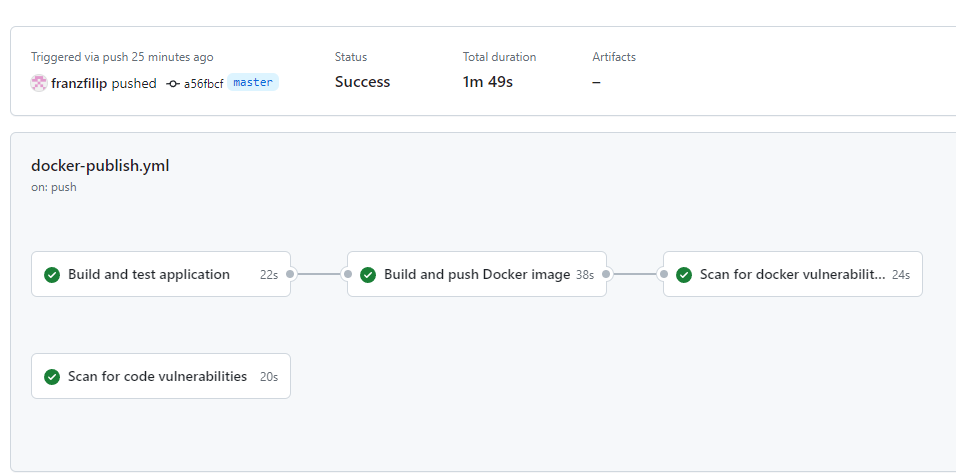 Triggered via push 25 minutes ago
Status
Total duration
Artifacts
franzfilip pushed a56fbcf master
Success
1m 49s
–
docker-publish.yml
on: push
Build and test application 22s
Build and push Docker image 38s
Scan for docker vulnerabilit... 24s
Scan for code vulnerabilities 20s